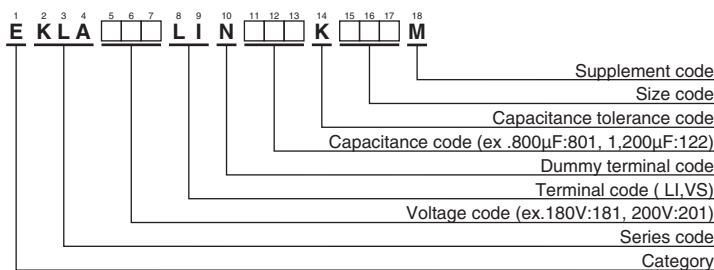 1 2 3 4 5 6 7 8 9 10 11 12 13 14 15 16 17 18
E K L A L I N K M
Supplement code
Size code
Capacitance tolerance code
Capacitance code (ex .800μF:801, 1,200μF:122)
Dummy terminal code
Terminal code ( LI,VS)
Voltage code (ex.180V:181, 200V:201)
Series code
Category